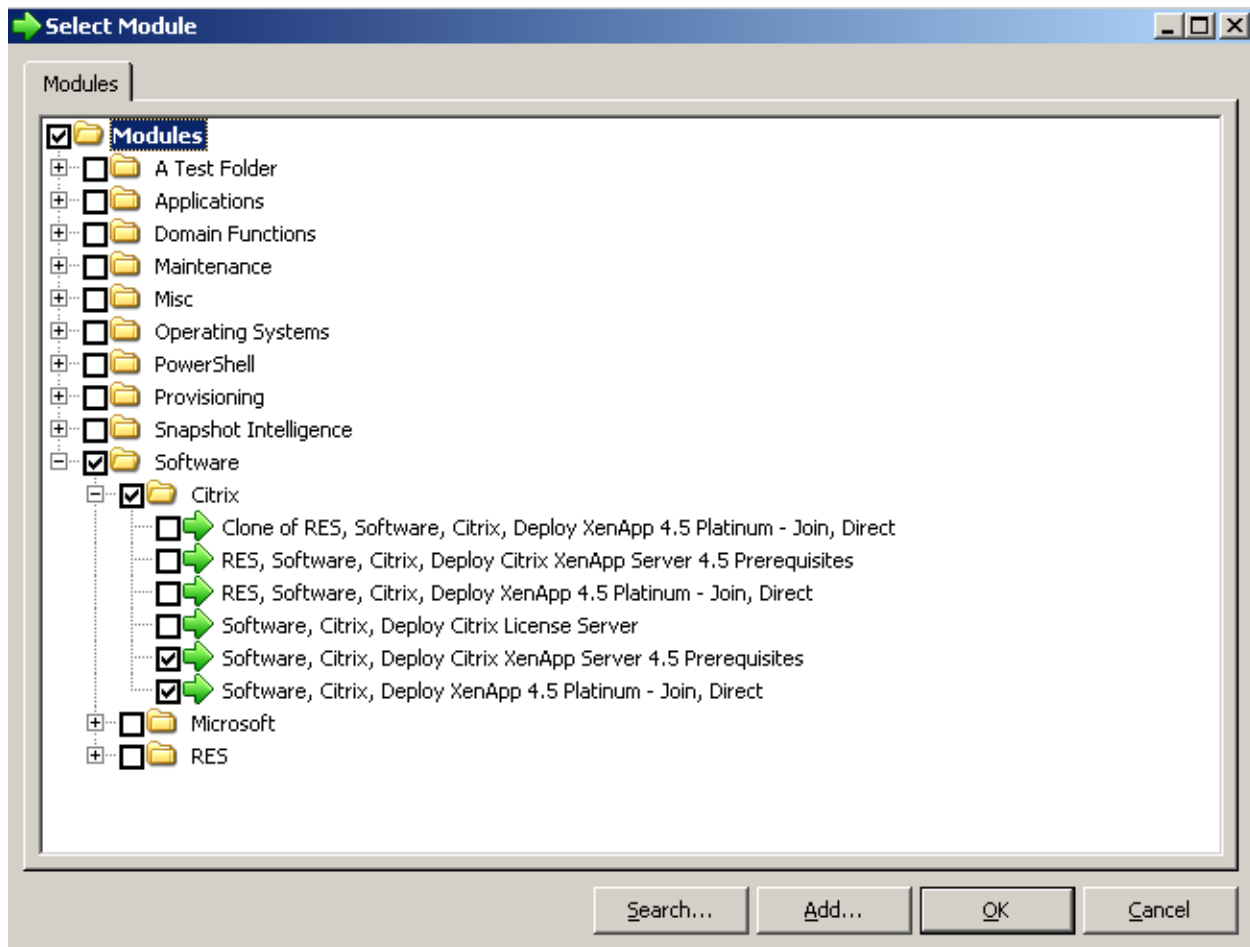 Select Module
Modules
Modules
A Test Folder
Applications
Domain Functions
Maintenance
Misc
Operating Systems
PowerShell
Provisioning
Snapshot Intelligence
Software
Citrix
Clone of RES, Software, Citrix, Deploy XenApp 4.5 Platinum - Join, Direct
RES, Software, Citrix, Deploy Citrix XenApp Server 4.5 Prerequisites
RES, Software, Citrix, Deploy XenApp 4.5 Platinum - Join, Direct
Software, Citrix, Deploy Citrix License Server
Software, Citrix, Deploy Citrix XenApp Server 4.5 Prerequisites
Software, Citrix, Deploy XenApp 4.5 Platinum - Join, Direct
Microsoft
RES
Search... Add... OK Cancel